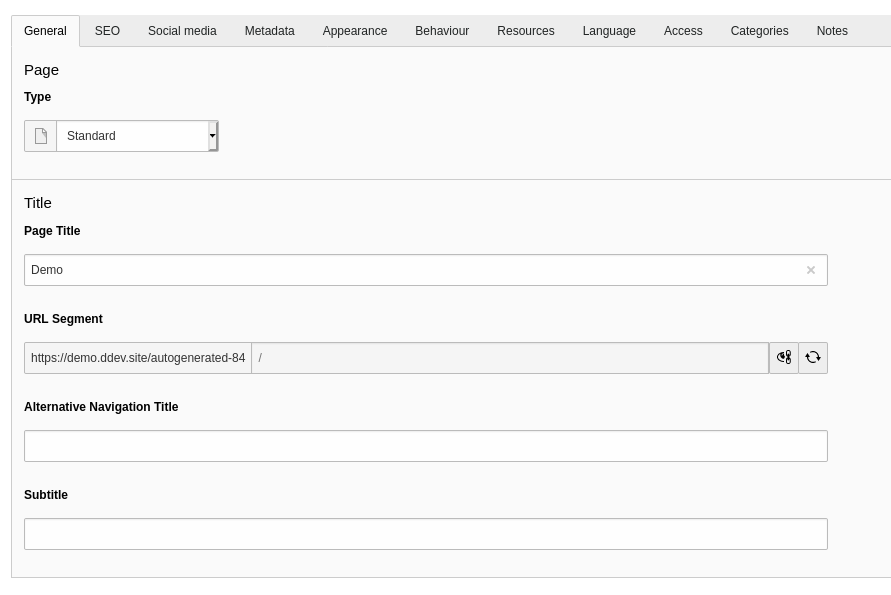 General SEO Social media Metadata Appearance Behaviour Resources Language Access Categories Notes
Page
Type
Standard
Title
Page Title
Demo
URL Segment
https://demo.ddev.site/autogenerated-84 /
Alternative Navigation Title
Subtitle